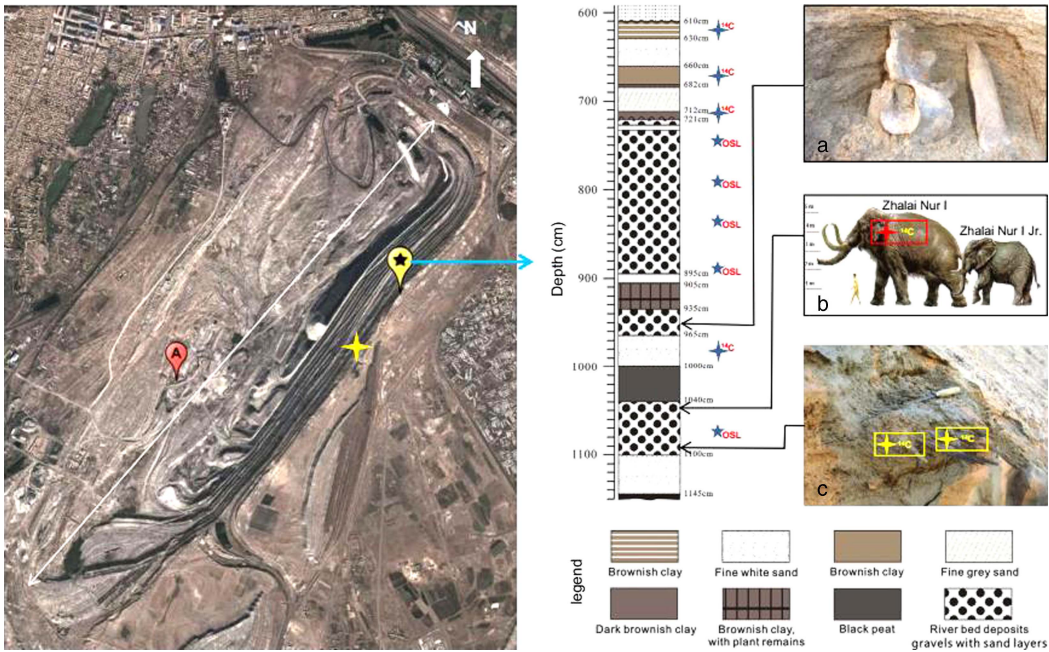 N
A
Depth (cm)
600
700
800
900
1000
1100
610cm
630cm
660cm
682cm
712cm
721cm
895cm
905cm
935cm
965cm
1000cm
1040cm
1100cm
1145cm
14C
14C
14C
OSL
OSL
OSL
OSL
14C
OSL
a
Zhalai Nur I
14C
Zhalai Nur I Jr.
b
14C
14C
c
legend
Brownish clay
Fine white sand
Brownish clay
Fine grey sand
Dark brownish clay
Brownish clay,
with plant remains
Black peat
River bed deposits
gravels with sand layers